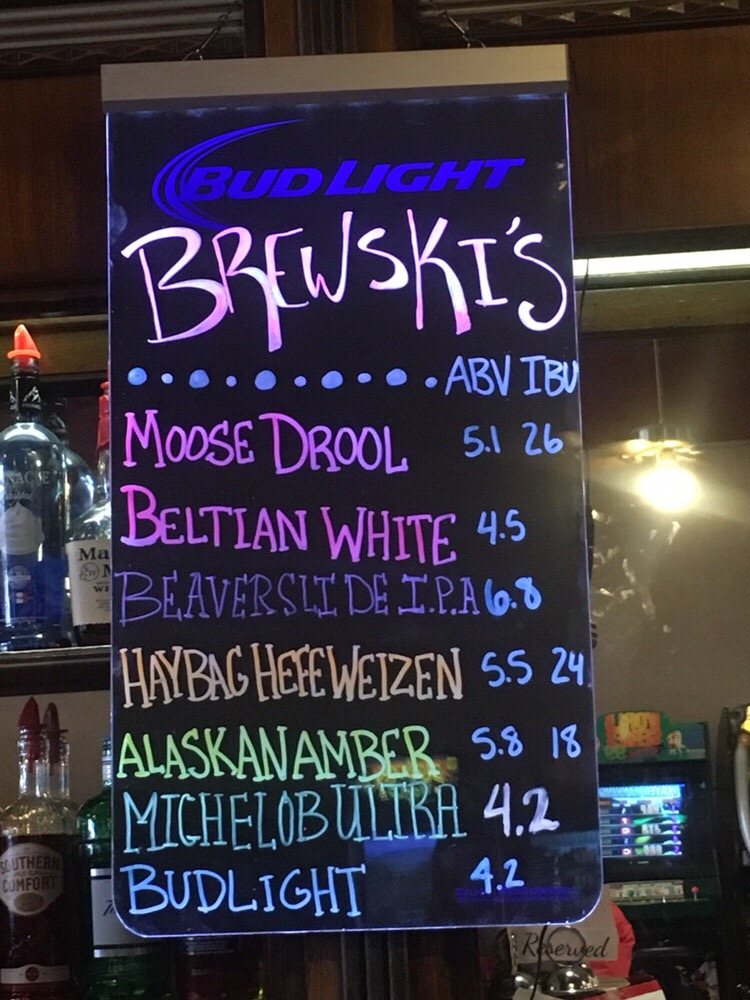 BUD LIGHT
BREWSKI'S
ABV IBU
MOOSE DROOL 5.1 26
BELTIAN WHITE 4.5
BEAVERSLIDE I.P.A 6.8
HAYBAG HEFEWEIZEN 5.5 24
ALASKAN AMBER 5.8 18
MICHELOB ULTRA 4.2
BUDLIGHT 4.2
SOUTHERN
COMFORT
Reserved